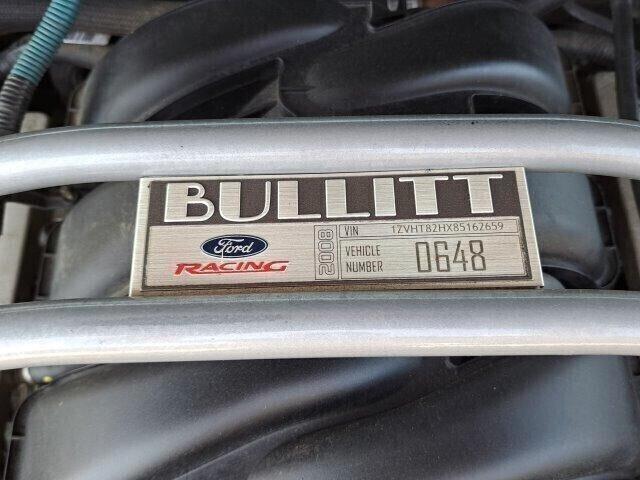 BULLITT
Ford
RACING
2008
VIN 1ZVHT82HX85162659
VEHICLE
NUMBER
0648